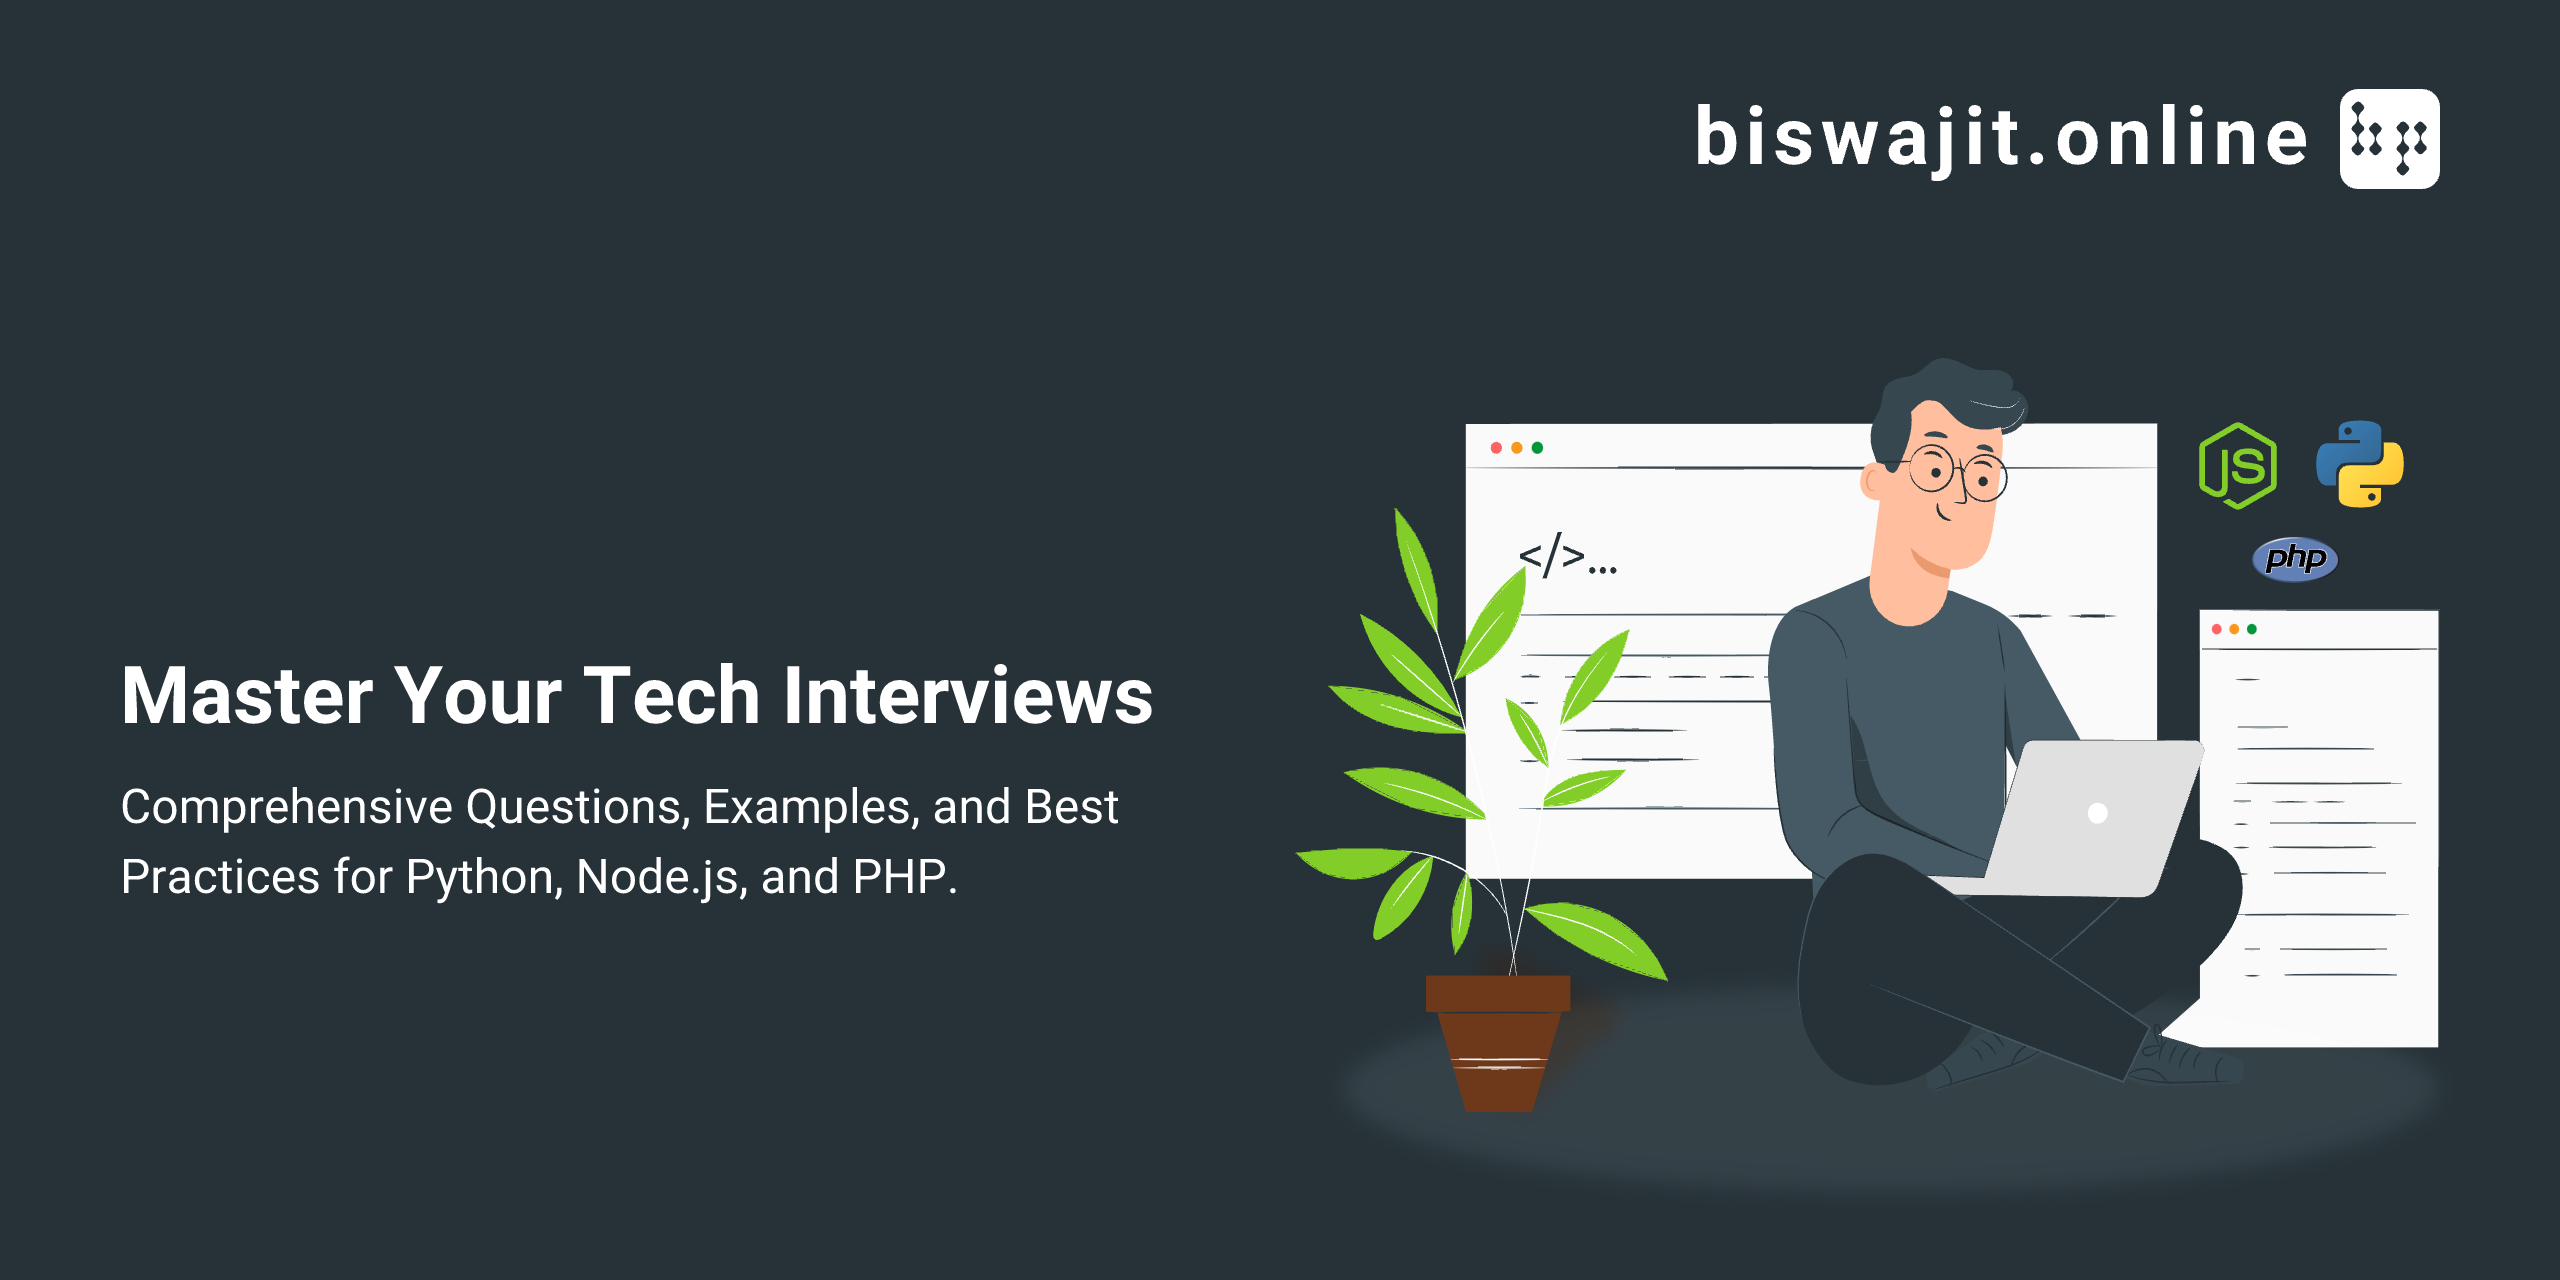 biswajit.online
bp
JS
php
</>...
Master Your Tech Interviews
Comprehensive Questions, Examples, and Best
Practices for Python, Node.js, and PHP.